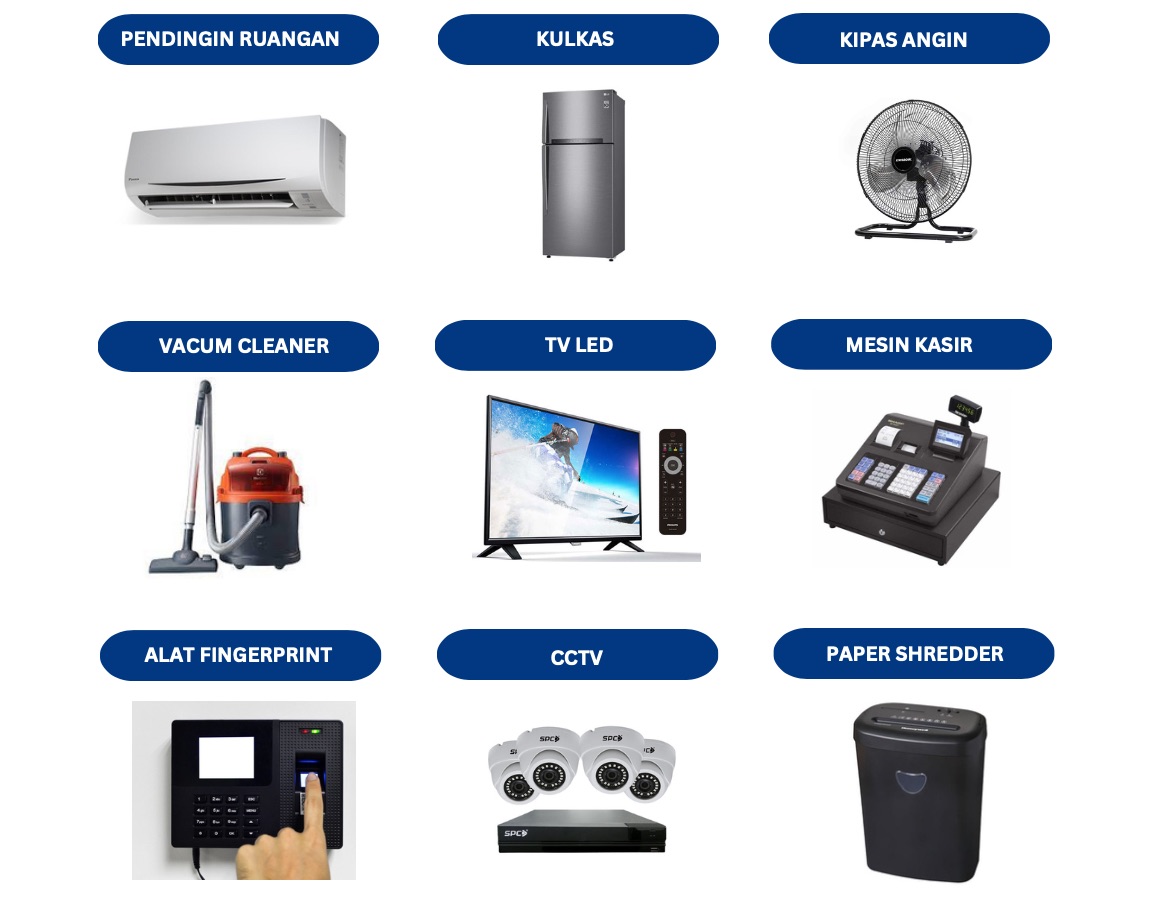 PENDINGIN RUANGAN
KULKAS
KIPAS ANGIN
VACUM CLEANER
TV LED
MESIN KASIR
ALAT FINGERPRINT
CCTV
PAPER SHREDDER
SPC
SPC
SPC